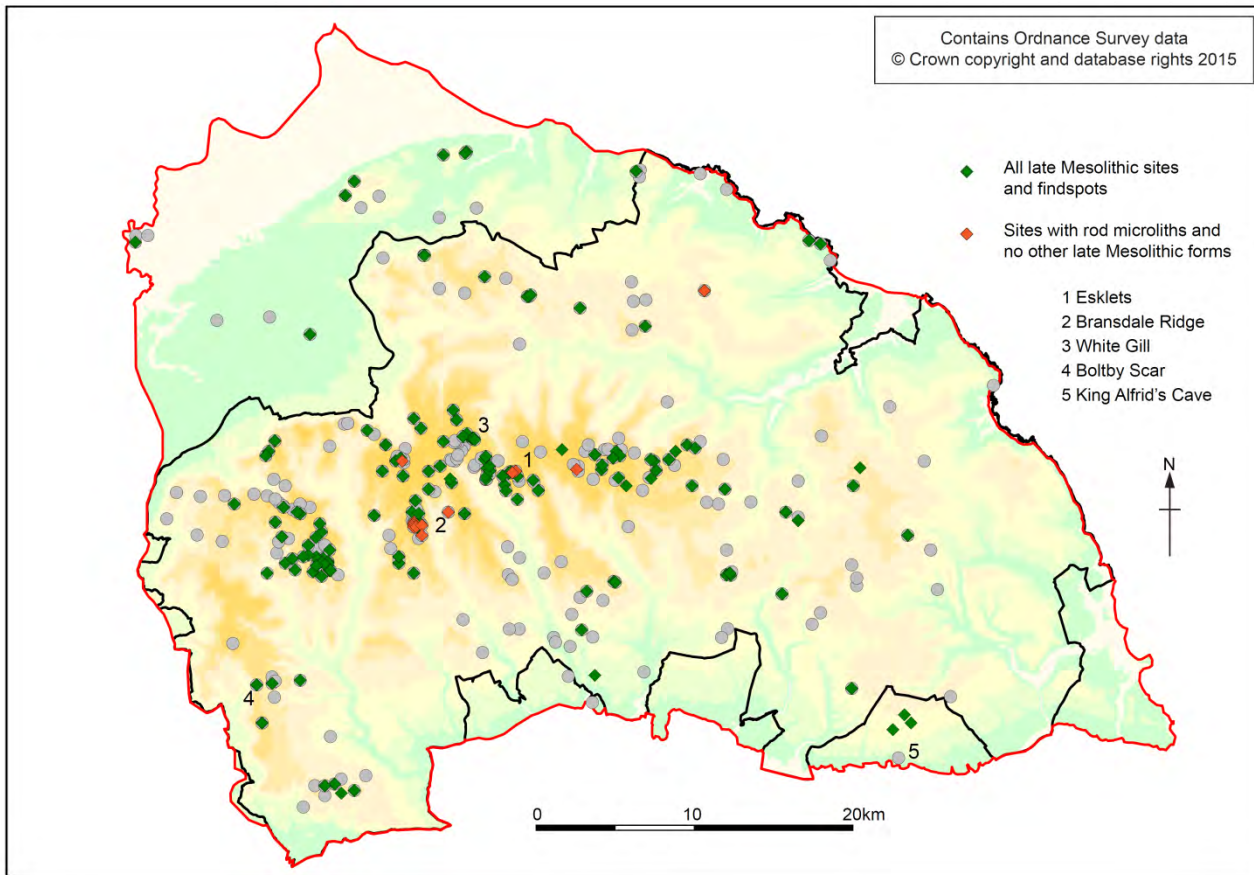 Contains Ordnance Survey data
© Crown copyright and database rights 2015
All late Mesolithic sites
and findspots
Sites with rod microliths and
no other late Mesolithic forms
1 Esklets
2 Bransdale Ridge
3 White Gill
4 Boltby Scar
5 King Alfrid's Cave
N
3
1
2
4
5
0
10
20km